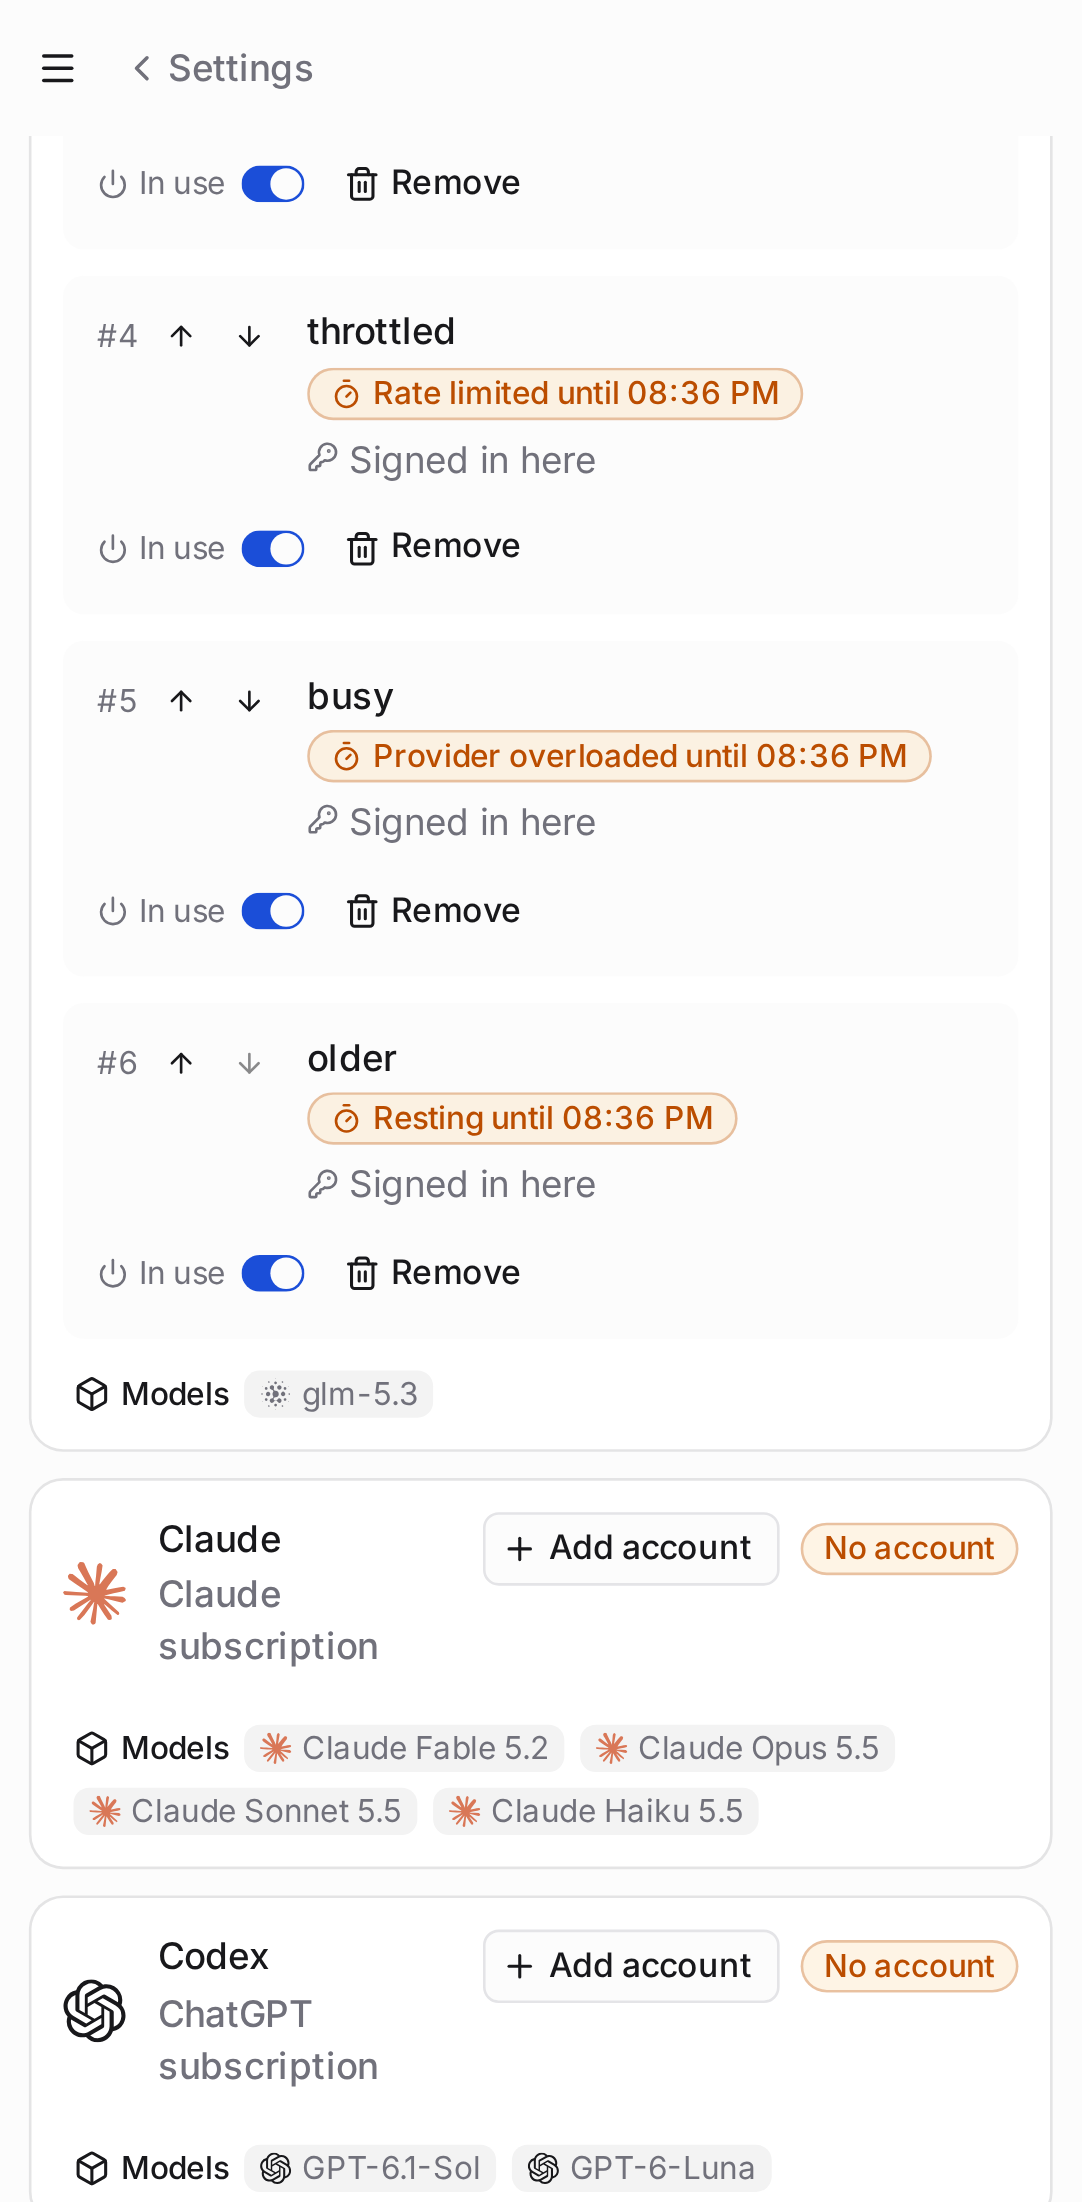 Settings
In use Remove
#4 throttled
Rate limited until 08:36 PM
Signed in here
In use Remove
#5 busy
Provider overloaded until 08:36 PM
Signed in here
In use Remove
#6 older
Resting until 08:36 PM
Signed in here
In use Remove
Models glm-5.3
Claude Add account No account
Claude
subscription
Models Claude Fable 5.2 Claude Opus 5.5
Claude Sonnet 5.5 Claude Haiku 5.5
Codex Add account No account
ChatGPT
subscription
Models GPT-6.1-Sol GPT-6-Luna